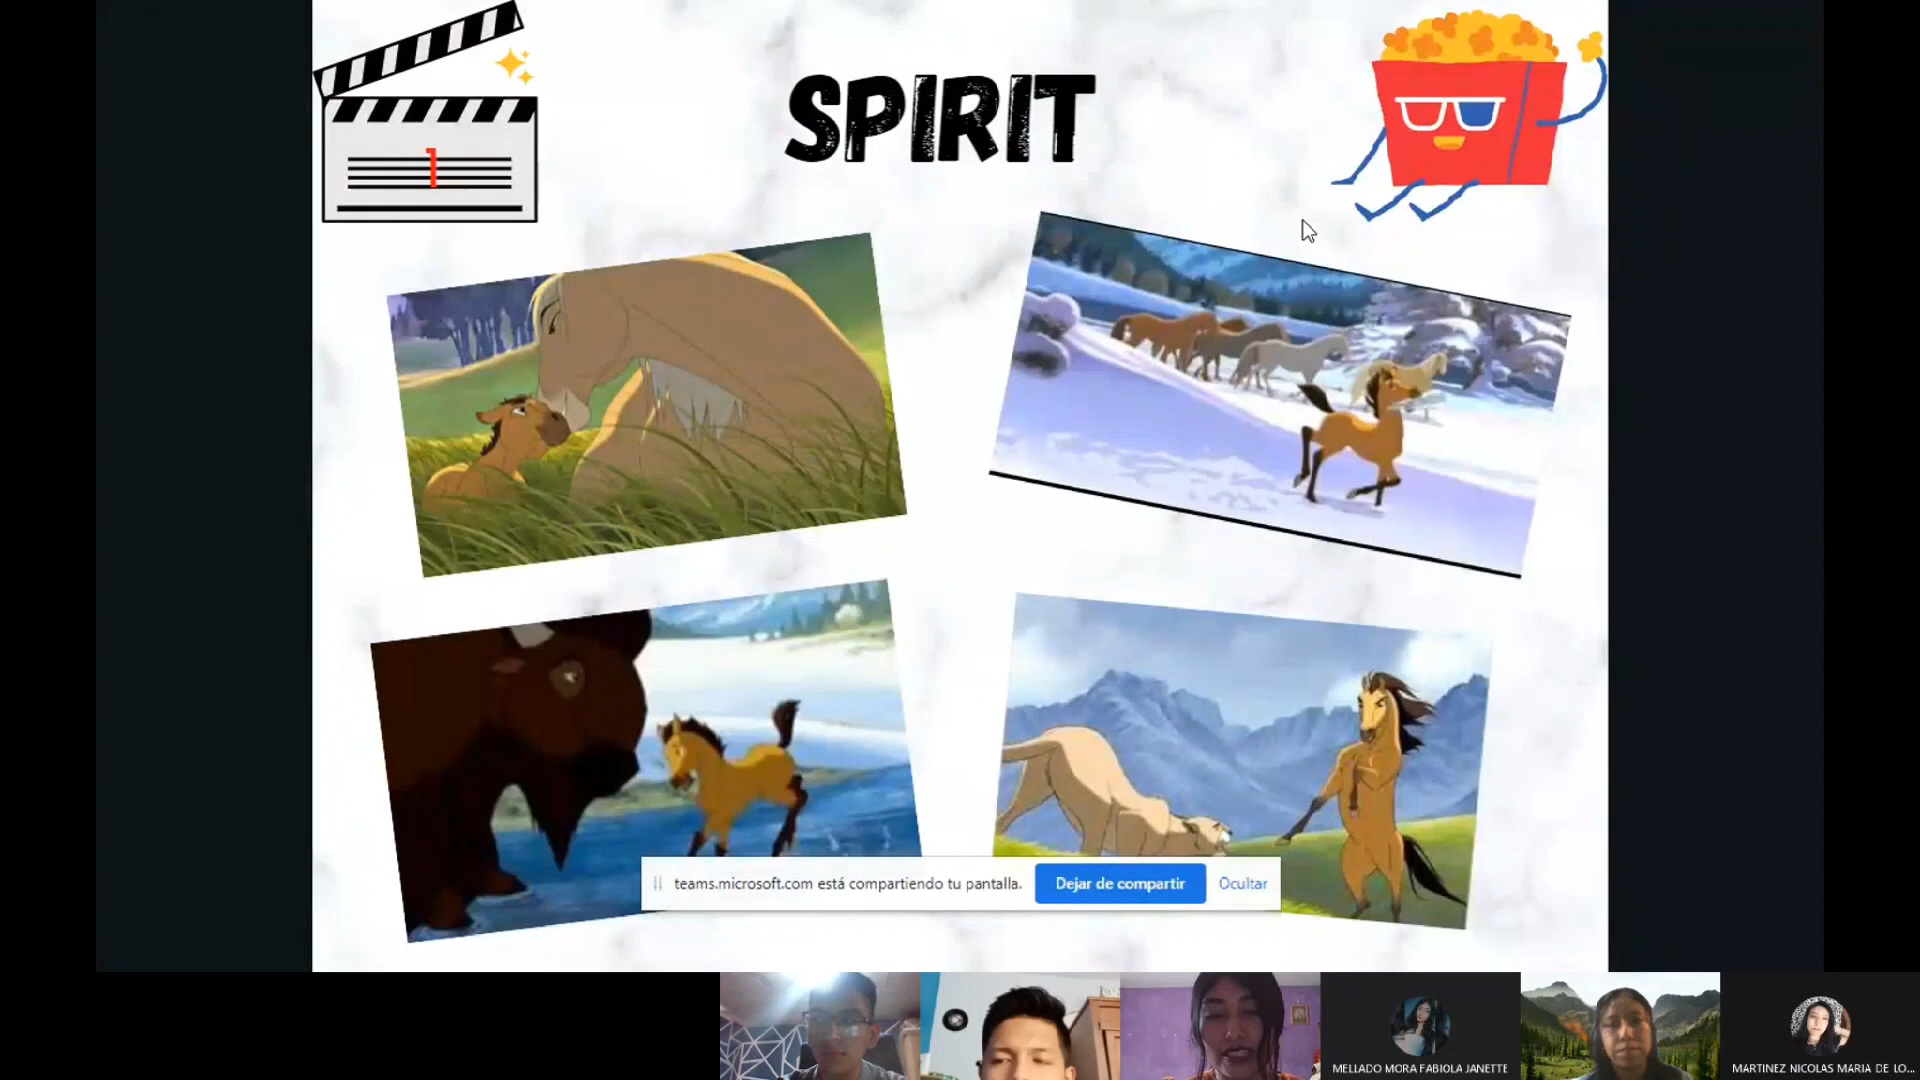 SPIRIT
1
teams.microsoft.com está compartiendo tu pantalla.
Dejar de compartir
Ocultar
MELLADO MORA FABIOLA JANETTE
MARTINEZ NICOLAS MARIA DE LO...